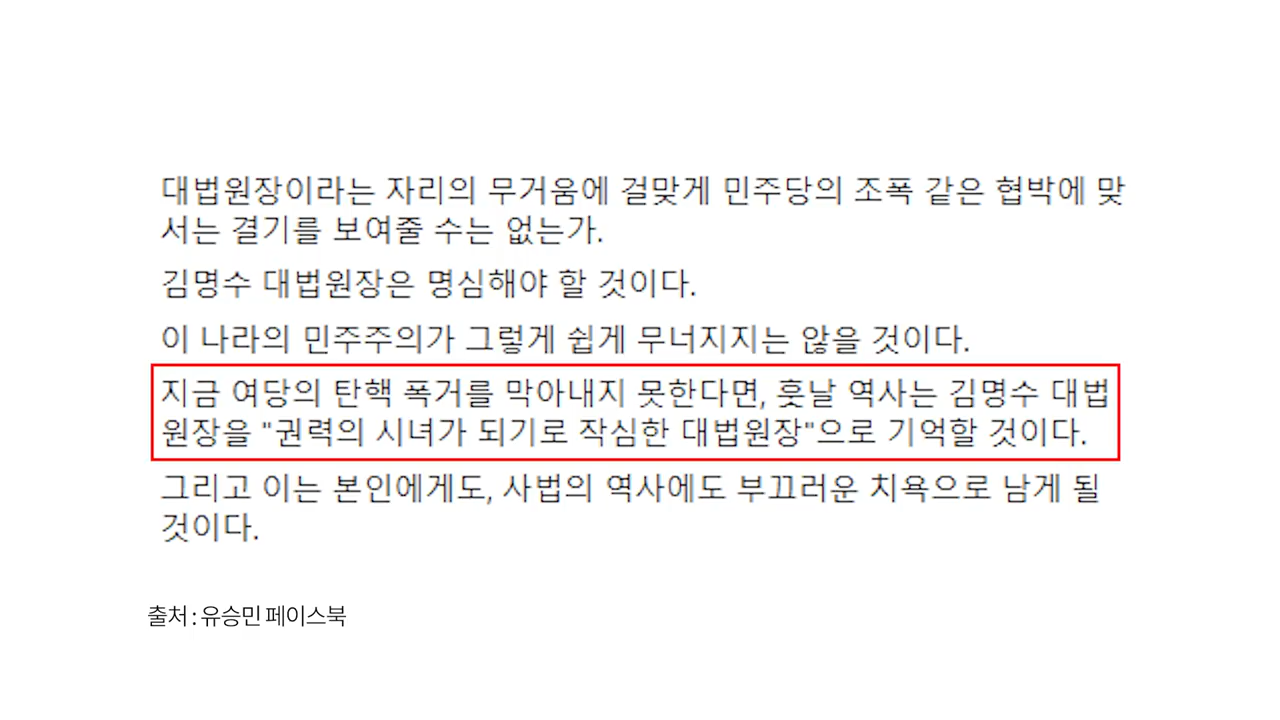 대법원장이라는 자리의 무거움에 걸맞게 민주당의 조폭 같은 협박에 맞
서는 결기를 보여줄 수는 없는가.
김명수 대법원장은 명심해야 할 것이다.
이 나라의 민주주의가 그렇게 쉽게 무너지지는 않을 것이다.
지금 여당의 탄핵 폭거를 막아내지 못한다면, 훗날 역사는 김명수 대법
원장을 "권력의 시녀가 되기로 작심한 대법원장"으로 기억할 것이다.
그리고 이는 본인에게도, 사법의 역사에도 부끄러운 치욕으로 남게 될
것이다.
출처 : 유승민 페이스북